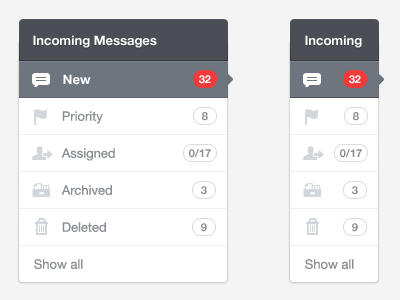 Incoming Messages
New 32
Priority 8
Assigned 0/17
Archived 3
Deleted 9
Show all
Incoming
32
8
0/17
3
9
Show all